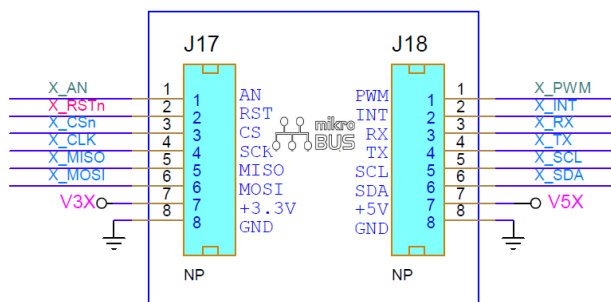 J17 J18
X_AN 1 1 AN PWM 1 1 X_PWM
X_RSTn 2 2 RST INT 2 2 X_INT
X_CSn 3 3 CS RX 3 3 X_RX
X_CLK 4 4 SCK TX 4 4 X_TX
X_MISO 5 5 MISO SCL 5 5 X_SCL
X_MOSI 6 6 MOSI SDA 6 6 X_SDA
V3X 7 7 +3.3V +5V 7 7 V5X
8 8 GND GND 8 8
mikro
BUS
NP NP